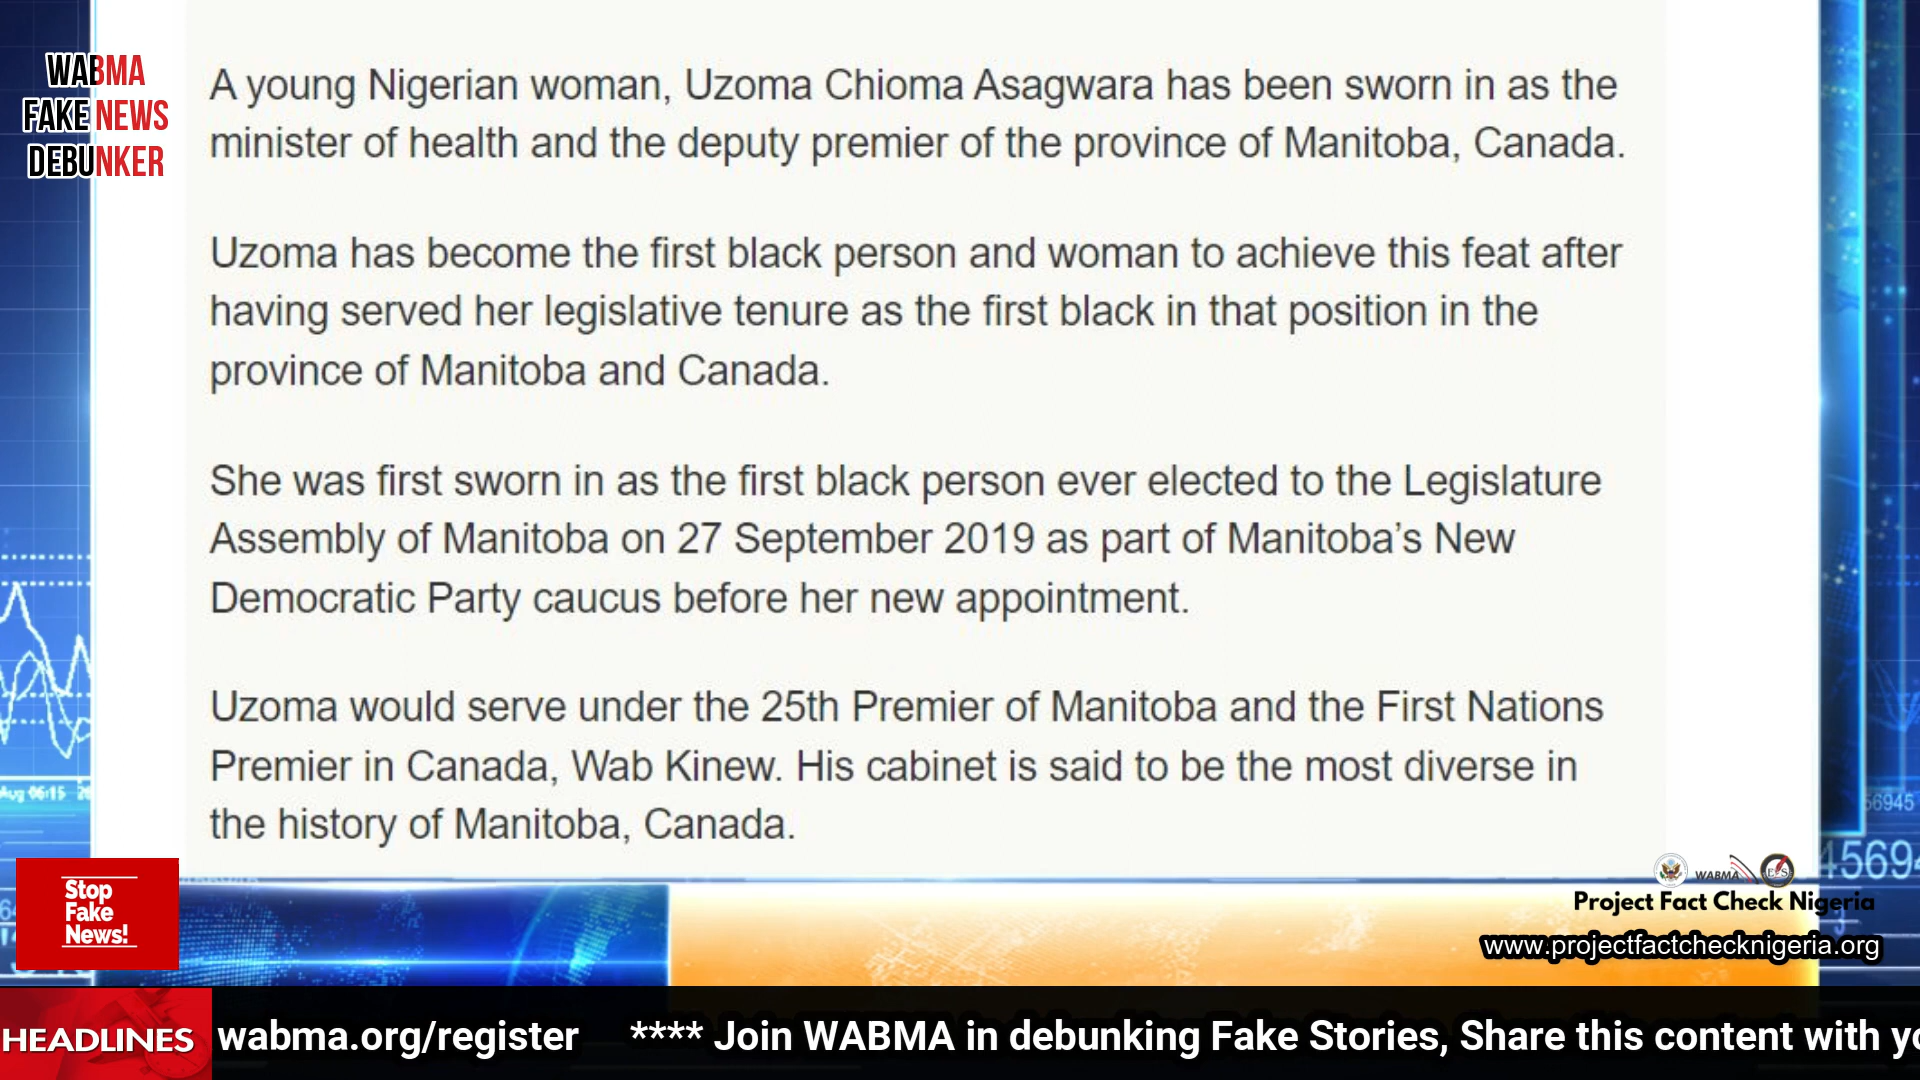 WABMA
FAKE NEWS
DEBUNKER
A young Nigerian woman, Uzoma Chioma Asagwara has been sworn in as the
minister of health and the deputy premier of the province of Manitoba, Canada.
Uzoma has become the first black person and woman to achieve this feat after
having served her legislative tenure as the first black in that position in the
province of Manitoba and Canada.
She was first sworn in as the first black person ever elected to the Legislature
Assembly of Manitoba on 27 September 2019 as part of Manitoba’s New
Democratic Party caucus before her new appointment.
Uzoma would serve under the 25th Premier of Manitoba and the First Nations
Premier in Canada, Wab Kinew. His cabinet is said to be the most diverse in
the history of Manitoba, Canada.
Aug 06:15
56945
Stop
Fake
News!
WABMA
Project Fact Check Nigeria
www.projectfactchecknigeria.org
HEADLINES
wabma.org/register **** Join WABMA in debunking Fake Stories, Share this content with